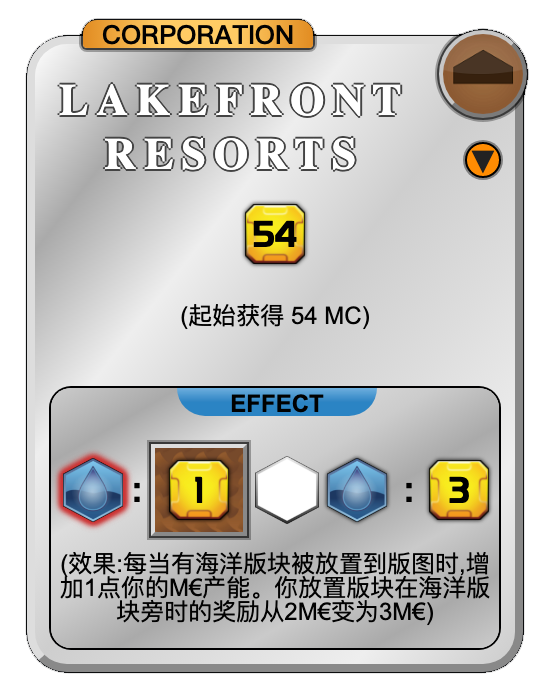 CORPORATION
LAKEFRONT
RESORTS
54
(起始获得 54 MC)
EFFECT
: 1 : 3
(效果:每当有海洋版块被放置到版图时,增
加1点你的M€产能。你放置版块在海洋版
块旁时的奖励从2M€变为3M€)